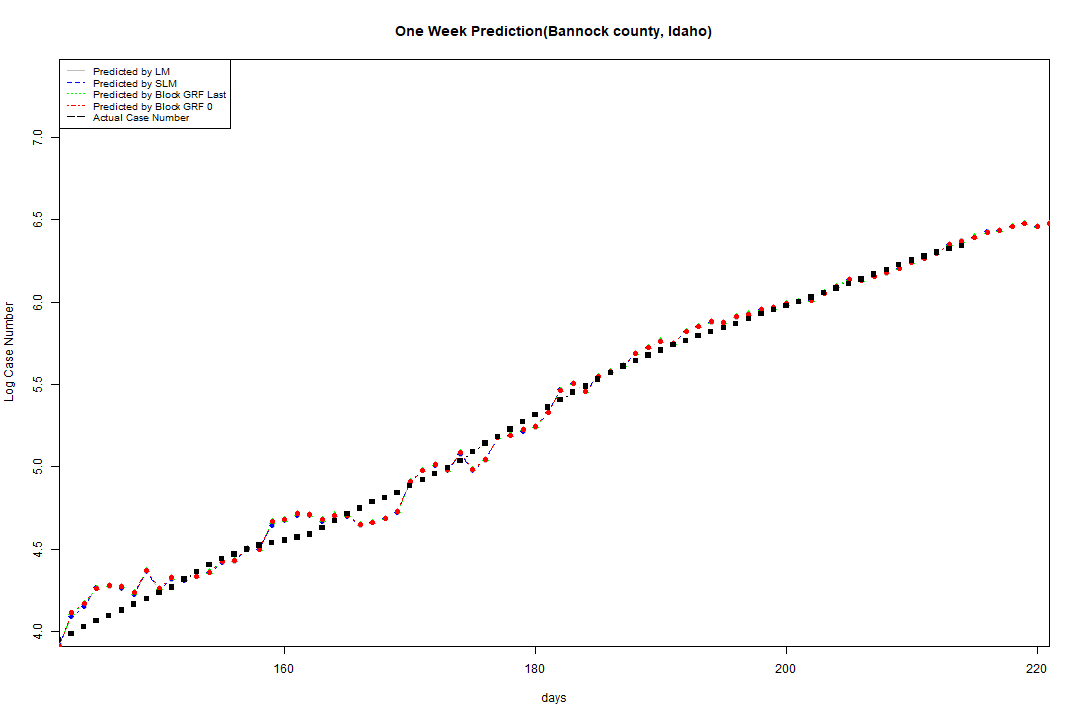 One Week Prediction(Bannock county, Idaho)
Predicted by LM
Predicted by SLM
Predicted by Block GRF Last
Predicted by Block GRF 0
Actual Case Number
7.0
6.5
6.0
5.5
5.0
4.5
4.0
Log Case Number
160 180 200 220
days